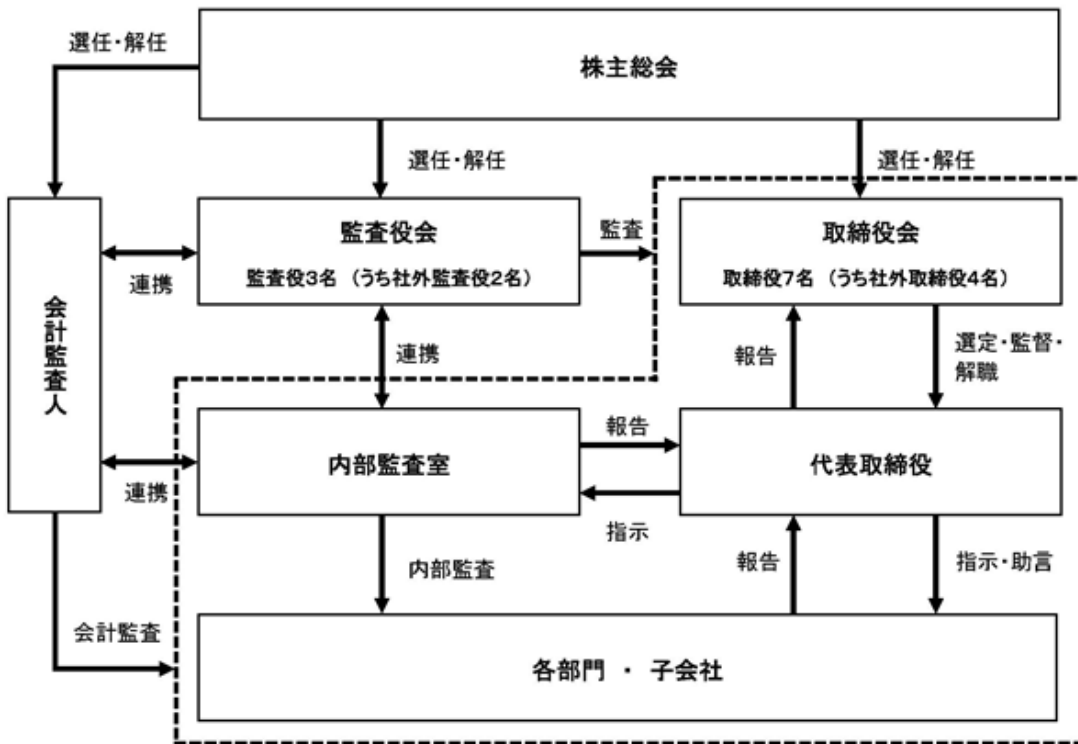 選任・解任
株主総会
選任・解任
選任・解任
監査役会
監査役3名 （うち社外監査役2名）
監査
取締役会
取締役7名 （うち社外取締役4名）
連携
会計監査人
連携
報告
選定・監督・
解職
内部監査室
報告
代表取締役
連携
指示
内部監査
報告
指示・助言
会計監査
各部門 ・ 子会社